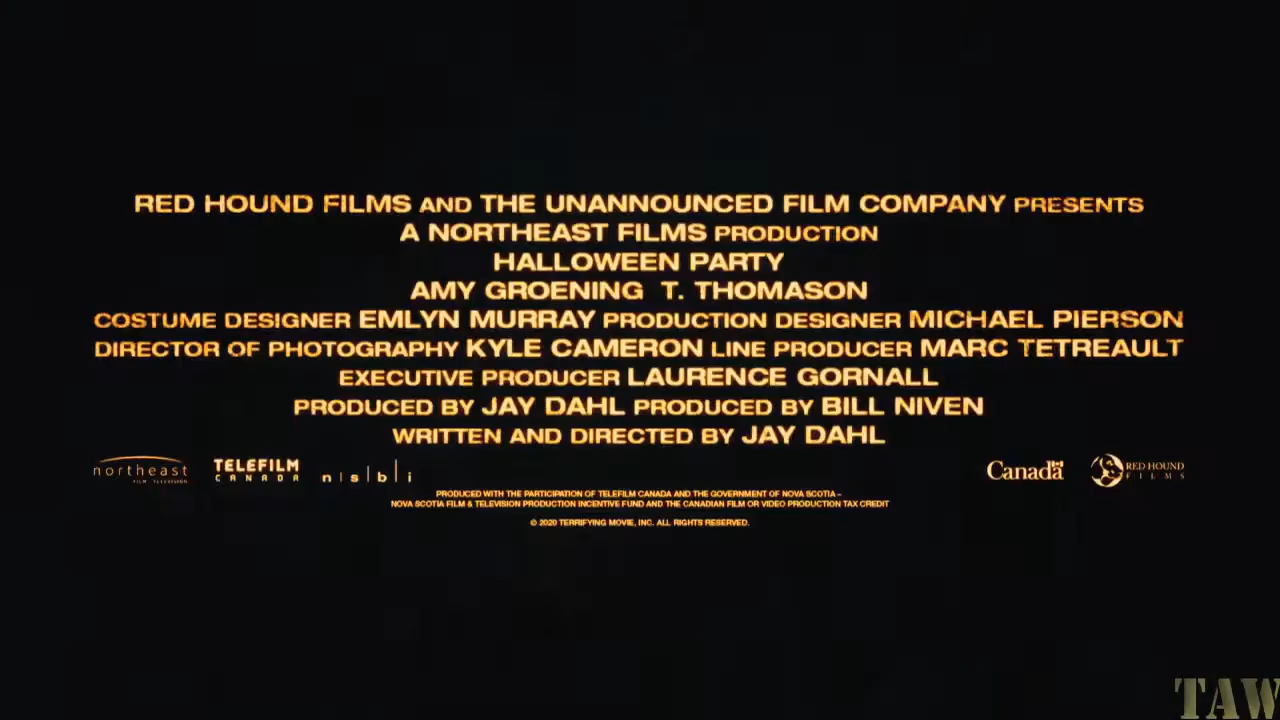 RED HOUND FILMS AND THE UNANNOUNCED FILM COMPANY PRESENTS
A NORTHEAST FILMS PRODUCTION
HALLOWEEN PARTY
AMY GROENING T. THOMASON
COSTUME DESIGNER EMLYN MURRAY PRODUCTION DESIGNER MICHAEL PIERSON
DIRECTOR OF PHOTOGRAPHY KYLE CAMERON LINE PRODUCER MARC TETREAULT
EXECUTIVE PRODUCER LAURENCE GORNALL
PRODUCED BY JAY DAHL PRODUCED BY BILL NIVEN
WRITTEN AND DIRECTED BY JAY DAHL
northeast
FILM TELEVISION
TELEFILM
CANADA
n|s|b|i
Canada
RED HOUND
FILMS
PRODUCED WITH THE PARTICIPATION OF TELEFILM CANADA AND THE GOVERNMENT OF NOVA SCOTIA –
NOVA SCOTIA FILM & TELEVISION PRODUCTION INCENTIVE FUND AND THE CANADIAN FILM OR VIDEO PRODUCTION TAX CREDIT
© 2020 TERRIFYING MOVIE, INC. ALL RIGHTS RESERVED.
TAW